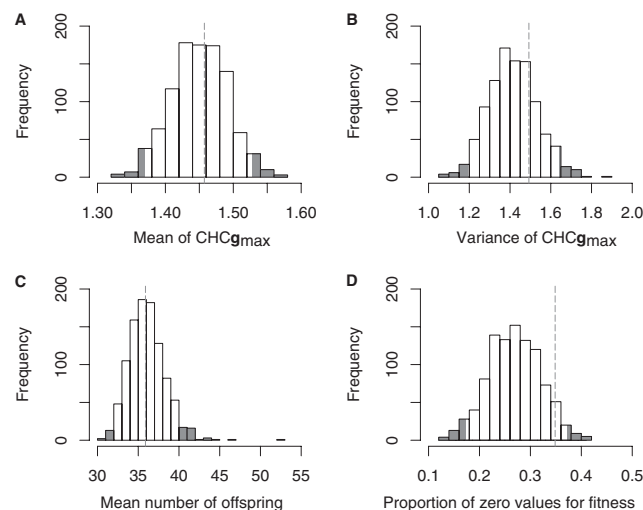 A
Frequency
200
100
0
1.30 1.40 1.50 1.60
Mean of CHCgmax
B
Frequency
200
100
0
1.0 1.2 1.4 1.6 1.8 2.0
Variance of CHCgmax
C
Frequency
200
100
0
30 35 40 45 50 55
Mean number of offspring
D
Frequency
200
100
0
0.1 0.2 0.3 0.4 0.5
Proportion of zero values for fitness